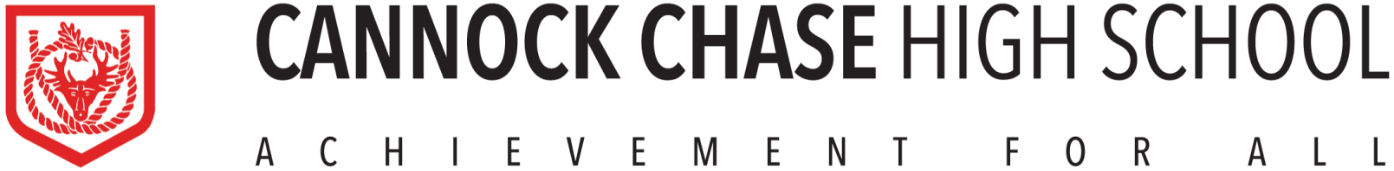 CANNOCK CHASE HIGH SCHOOL
ACHIEVEMENT FOR ALL